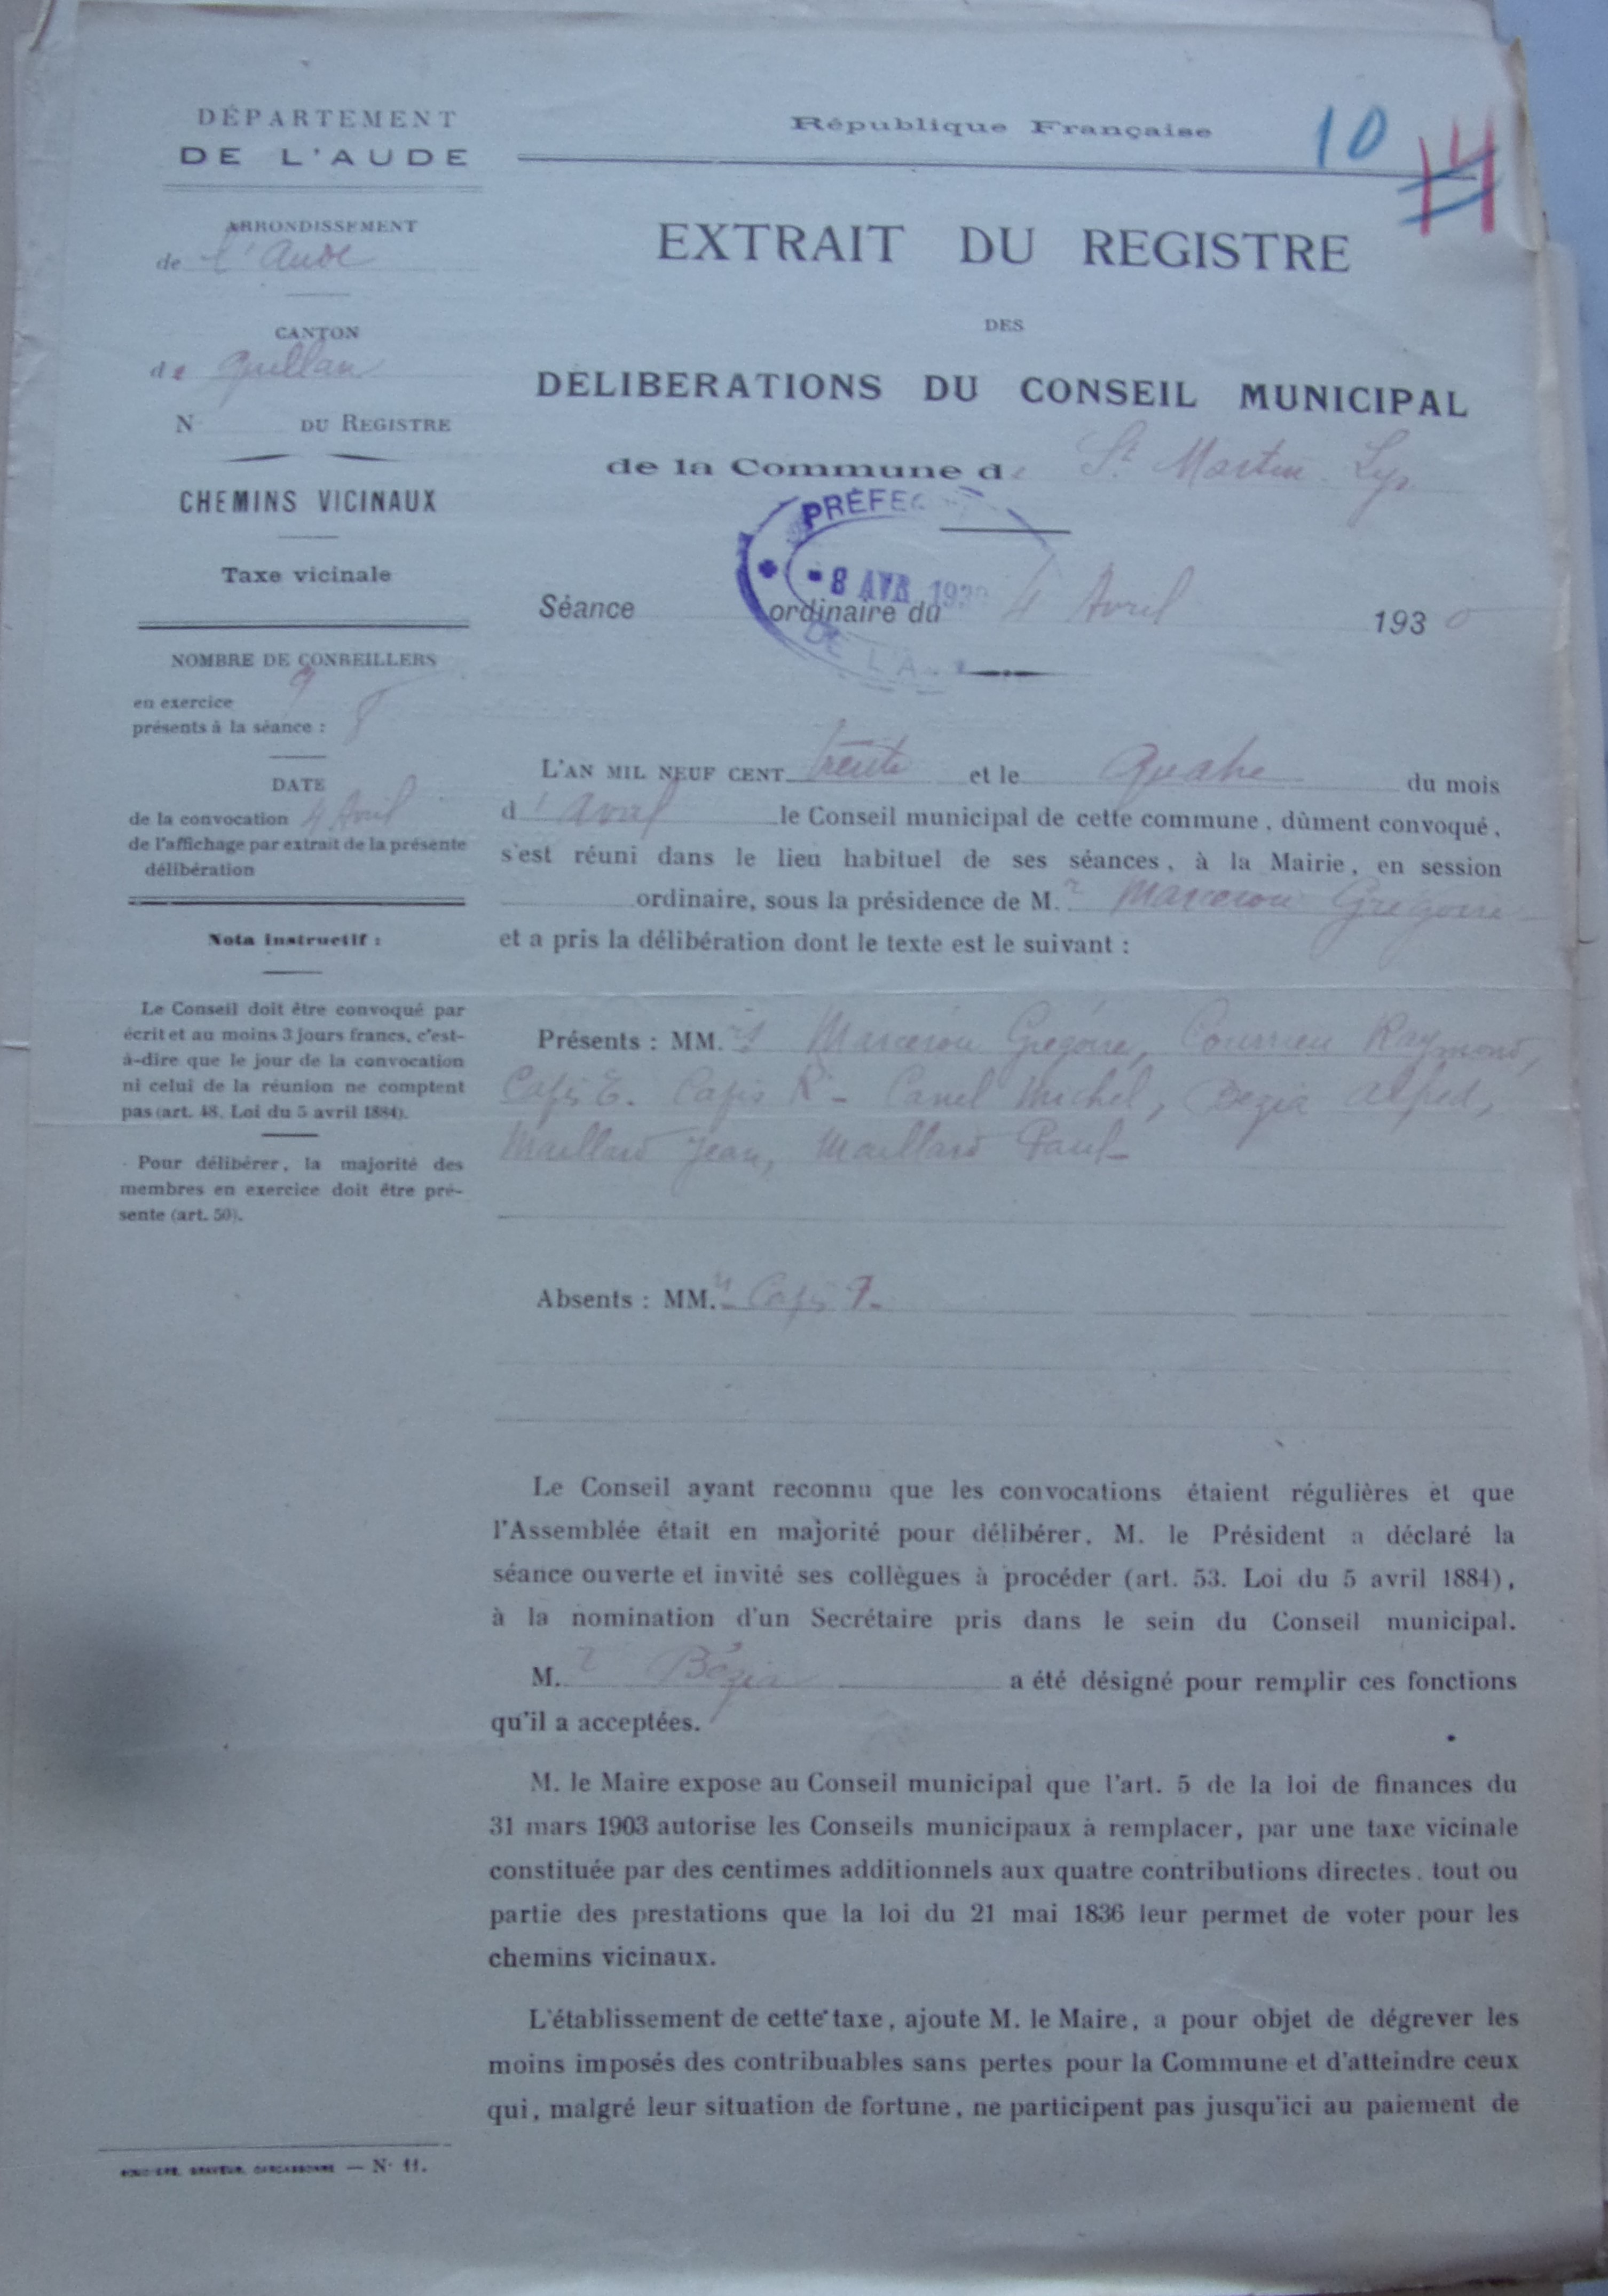 DÉPARTEMENT
DE L'AUDE
ARRONDISSEMENT
de l'Aude
CANTON
de Quillan
N DU REGISTRE
CHEMINS VICINAUX
Taxe vicinale
NOMBRE DE CONSEILLERS
9
en exercice
présents à la séance : 8
DATE
de la convocation 4 Avril
de l'affichage par extrait de la présente
délibération
Nota instructif :
Le Conseil doit être convoqué par
écrit et au moins 3 jours francs, c'est-
à-dire que le jour de la convocation
ni celui de la réunion ne comptent
pas (art. 48. Loi du 5 avril 1884).
Pour délibérer, la majorité des
membres en exercice doit être pré-
sente (art. 50).
GRAVEUR, CARCASSONNE — N° 11.
République Française
10
EXTRAIT DU REGISTRE
DES
DÉLIBERATIONS DU CONSEIL MUNICIPAL
de la Commune de St Martin Lys
PRÉFEC
8 AVR 193
DE L'A
Séance ordinaire du 4 Avril 1930
L'AN MIL NEUF CENT trente et le Quatre du mois
d'Avril le Conseil municipal de cette commune, dûment convoqué,
s'est réuni dans le lieu habituel de ses séances, à la Mairie, en session
ordinaire, sous la présidence de M.r Marceron Grégoire
et a pris la délibération dont le texte est le suivant :
Présents : MM.rs Marceron Grégoire, Raymond,
E. R - Canel Michel, Bézia Alfred,
Maillard Jean, Maillard Paul -
Absents : MM.
Le Conseil ayant reconnu que les convocations étaient régulières et que
l'Assemblée était en majorité pour délibérer, M. le Président a déclaré la
séance ouverte et invité ses collègues à procéder (art. 53. Loi du 5 avril 1884),
à la nomination d'un Secrétaire pris dans le sein du Conseil municipal.
M.r Bézia a été désigné pour remplir ces fonctions
qu'il a acceptées.
M. le Maire expose au Conseil municipal que l'art. 5 de la loi de finances du
31 mars 1903 autorise les Conseils municipaux à remplacer, par une taxe vicinale
constituée par des centimes additionnels aux quatre contributions directes, tout ou
partie des prestations que la loi du 21 mai 1836 leur permet de voter pour les
chemins vicinaux.
L'établissement de cette taxe, ajoute M. le Maire, a pour objet de dégrever les
moins imposés des contribuables sans pertes pour la Commune et d'atteindre ceux
qui, malgré leur situation de fortune, ne participent pas jusqu'ici au paiement de